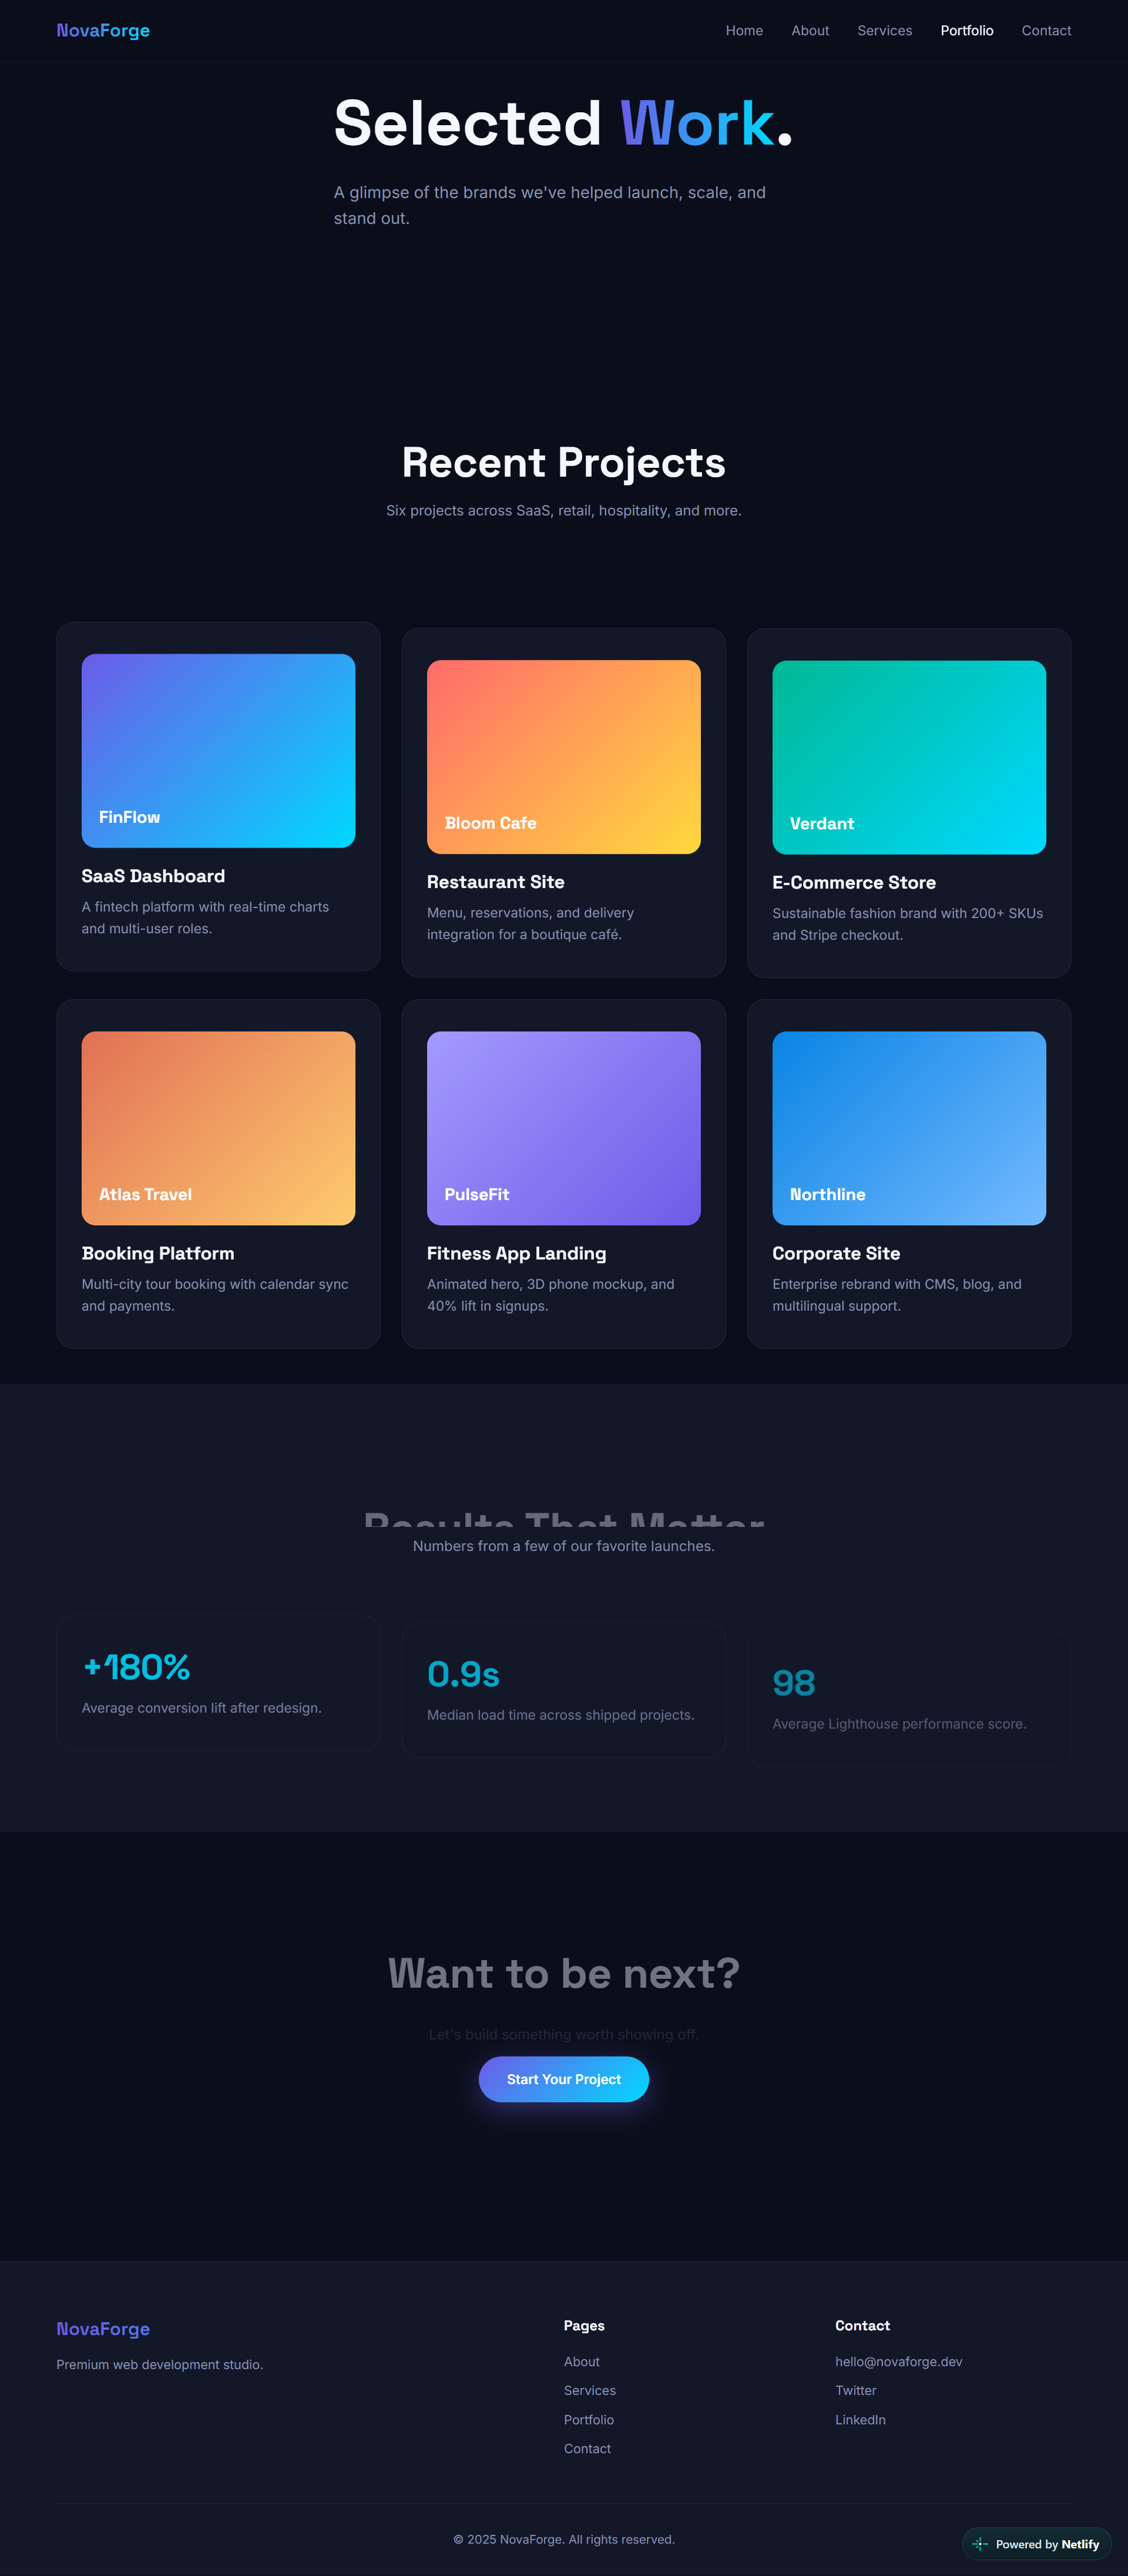 NovaForge
Home About Services Portfolio Contact
Selected Work.
A glimpse of the brands we've helped launch, scale, and
stand out.
Recent Projects
Six projects across SaaS, retail, hospitality, and more.
FinFlow
SaaS Dashboard
A fintech platform with real-time charts
and multi-user roles.
Bloom Cafe
Restaurant Site
Menu, reservations, and delivery
integration for a boutique café.
Verdant
E-Commerce Store
Sustainable fashion brand with 200+ SKUs
and Stripe checkout.
Atlas Travel
Booking Platform
Multi-city tour booking with calendar sync
and payments.
PulseFit
Fitness App Landing
Animated hero, 3D phone mockup, and
40% lift in signups.
Northline
Corporate Site
Enterprise rebrand with CMS, blog, and
multilingual support.
Results That Matter
Numbers from a few of our favorite launches.
+180%
Average conversion lift after redesign.
0.9s
Median load time across shipped projects.
98
Average Lighthouse performance score.
Want to be next?
Let's build something worth showing off.
Start Your Project
NovaForge
Premium web development studio.
Pages
About
Services
Portfolio
Contact
Contact
hello@novaforge.dev
Twitter
LinkedIn
© 2025 NovaForge. All rights reserved.
Powered by Netlify